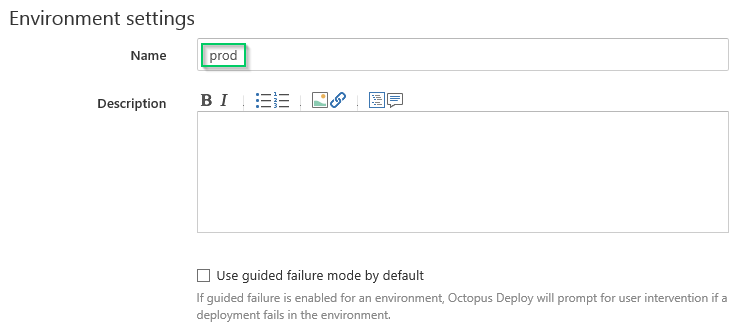 Environment settings
Name
prod
Description
B I
Use guided failure mode by default
If guided failure is enabled for an environment, Octopus Deploy will prompt for user intervention if a
deployment fails in the environment.